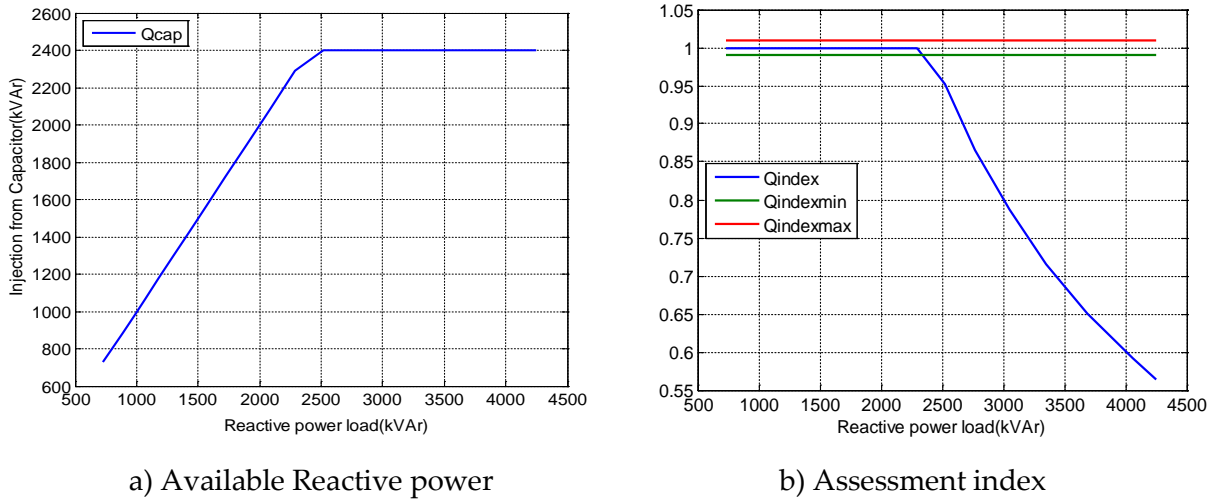 2600
2400
2200
2000
1800
1600
1400
1200
1000
800
600
Injection from Capacitor(kVAr)
Qcap
500 1000 1500 2000 2500 3000 3500 4000 4500
Reactive power load(kVAr)
a) Available Reactive power
1.05
1
0.95
0.9
0.85
0.8
0.75
0.7
0.65
0.6
0.55
Qindex
Qindexmin
Qindexmax
500 1000 1500 2000 2500 3000 3500 4000 4500
Reactive power load(kVAr)
b) Assessment index